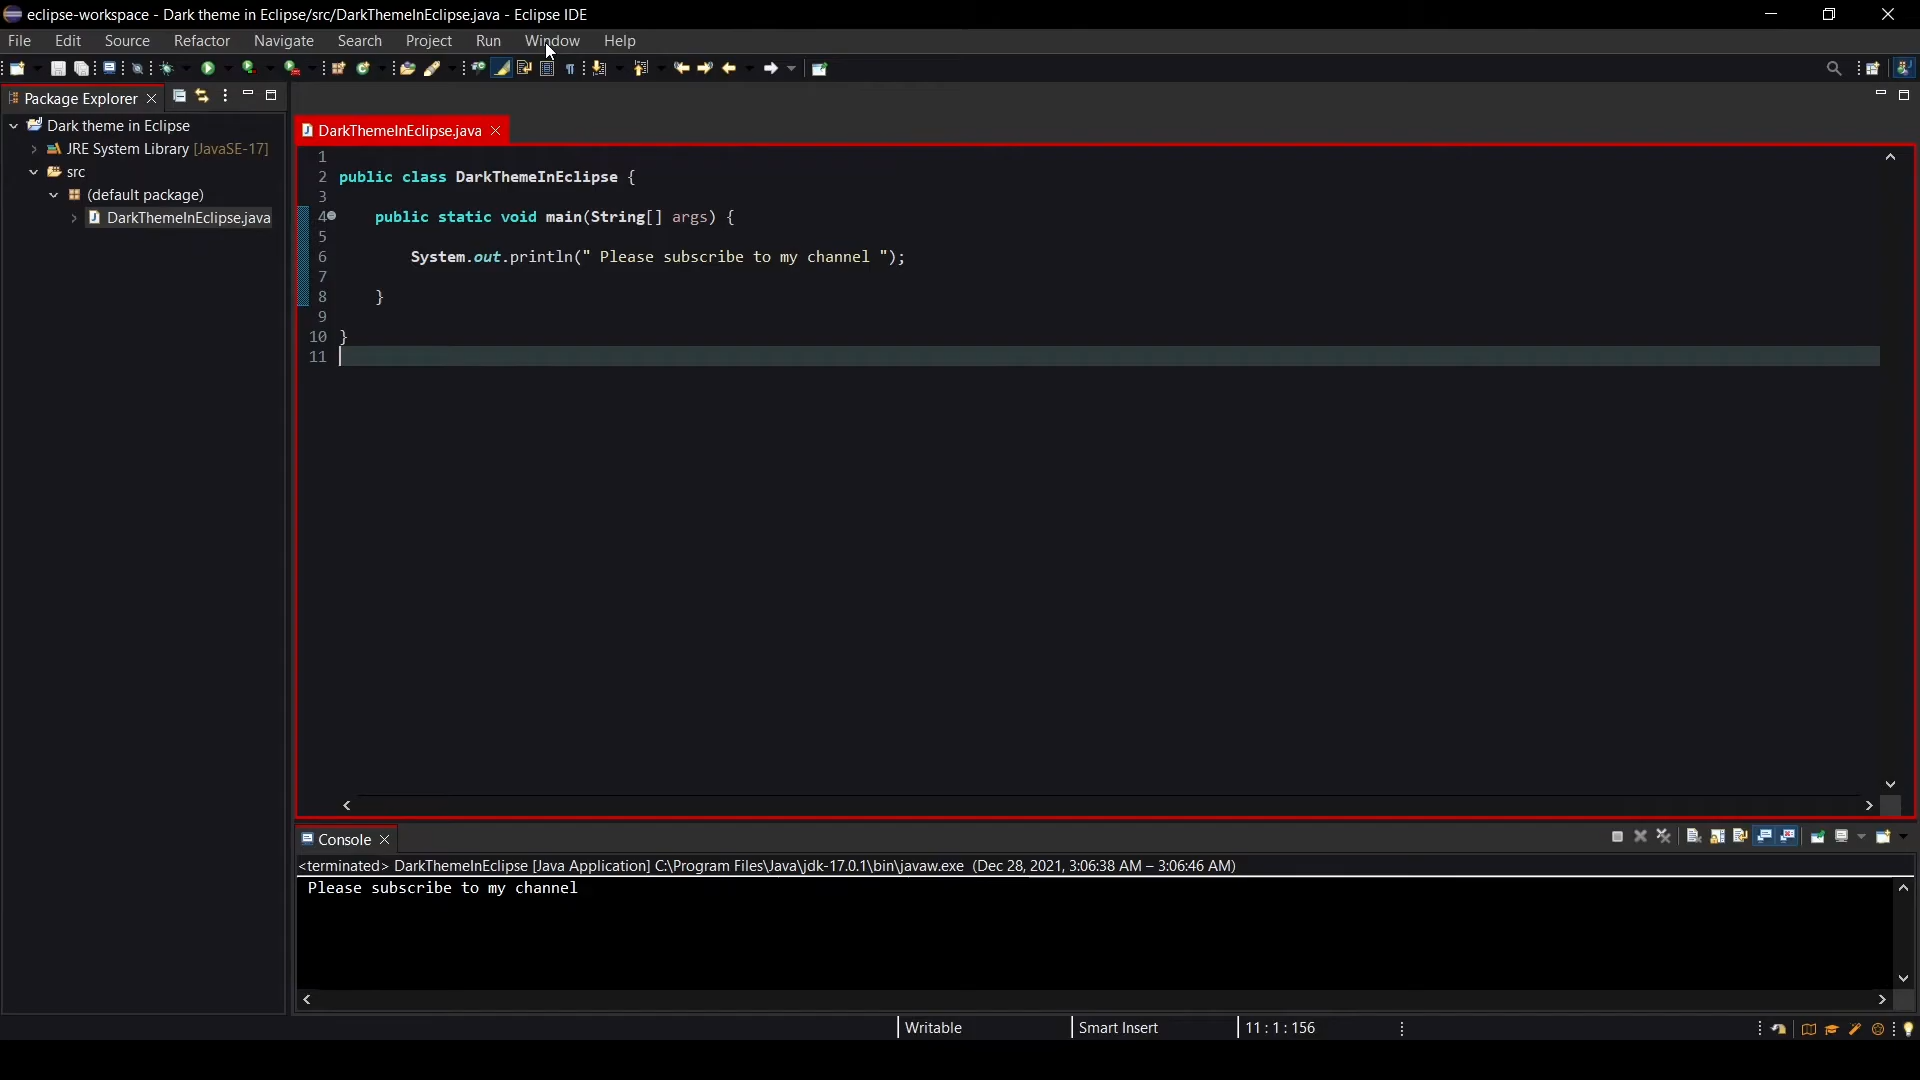 eclipse-workspace - Dark theme in Eclipse/src/DarkThemeInEclipse.java - Eclipse IDE
File Edit Source Refactor Navigate Search Project Run Window Help
Package Explorer
Dark theme in Eclipse
JRE System Library [JavaSE-17]
src
(default package)
DarkThemeInEclipse.java
DarkThemeInEclipse.java
1
2 public class DarkThemeInEclipse {
3
4 public static void main(String[] args) {
5
6 System.out.println(" Please subscribe to my channel ");
7
8 }
9
10 }
11
Console
<terminated> DarkThemeInEclipse [Java Application] C:\Program Files\Java\jdk-17.0.1\bin\javaw.exe (Dec 28, 2021, 3:06:38 AM – 3:06:46 AM)
Please subscribe to my channel
Writable Smart Insert 11 : 1 : 156